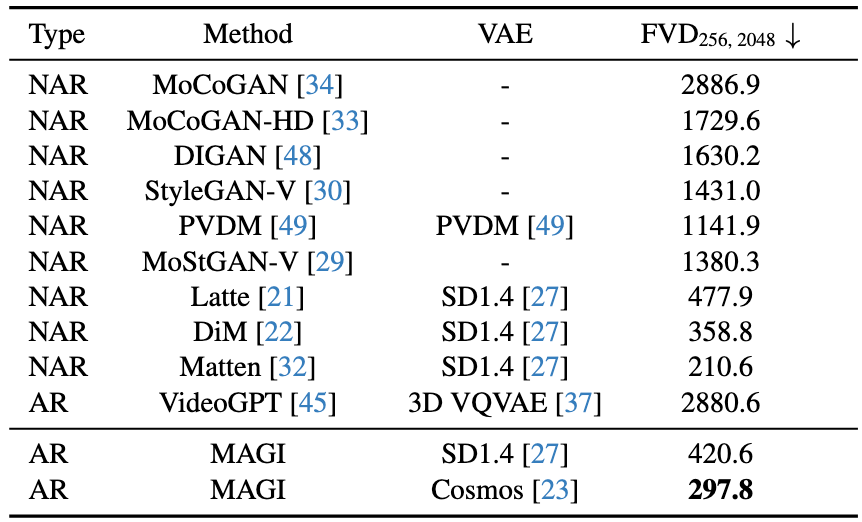 Type Method VAE FVD256, 2048 ↓
NAR MoCoGAN [34] - 2886.9
NAR MoCoGAN-HD [33] - 1729.6
NAR DIGAN [48] - 1630.2
NAR StyleGAN-V [30] - 1431.0
NAR PVDM [49] PVDM [49] 1141.9
NAR MoStGAN-V [29] - 1380.3
NAR Latte [21] SD1.4 [27] 477.9
NAR DiM [22] SD1.4 [27] 358.8
NAR Matten [32] SD1.4 [27] 210.6
AR VideoGPT [45] 3D VQVAE [37] 2880.6
AR MAGI SD1.4 [27] 420.6
AR MAGI Cosmos [23] 297.8